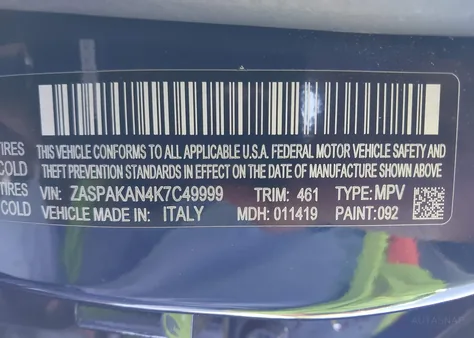 TIRES
COLD
TIRES
COLD
THIS VEHICLE CONFORMS TO ALL APPLICABLE U.S.A. FEDERAL MOTOR VEHICLE SAFETY AND
THEFT PREVENTION STANDARDS IN EFFECT ON THE DATE OF MANUFACTURE SHOWN ABOVE
VIN: ZASPAKAN4K7C49999 TRIM: 461 TYPE: MPV
VEHICLE MADE IN: ITALY MDH: 011419 PAINT: 092